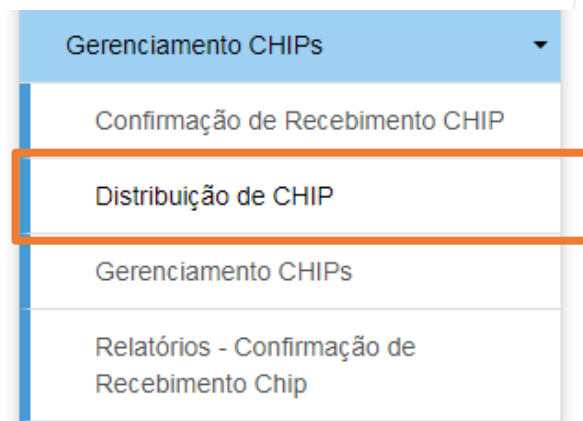 Gerenciamento CHIPs
Confirmação de Recebimento CHIP
Distribuição de CHIP
Gerenciamento CHIPs
Relatórios - Confirmação de
Recebimento Chip